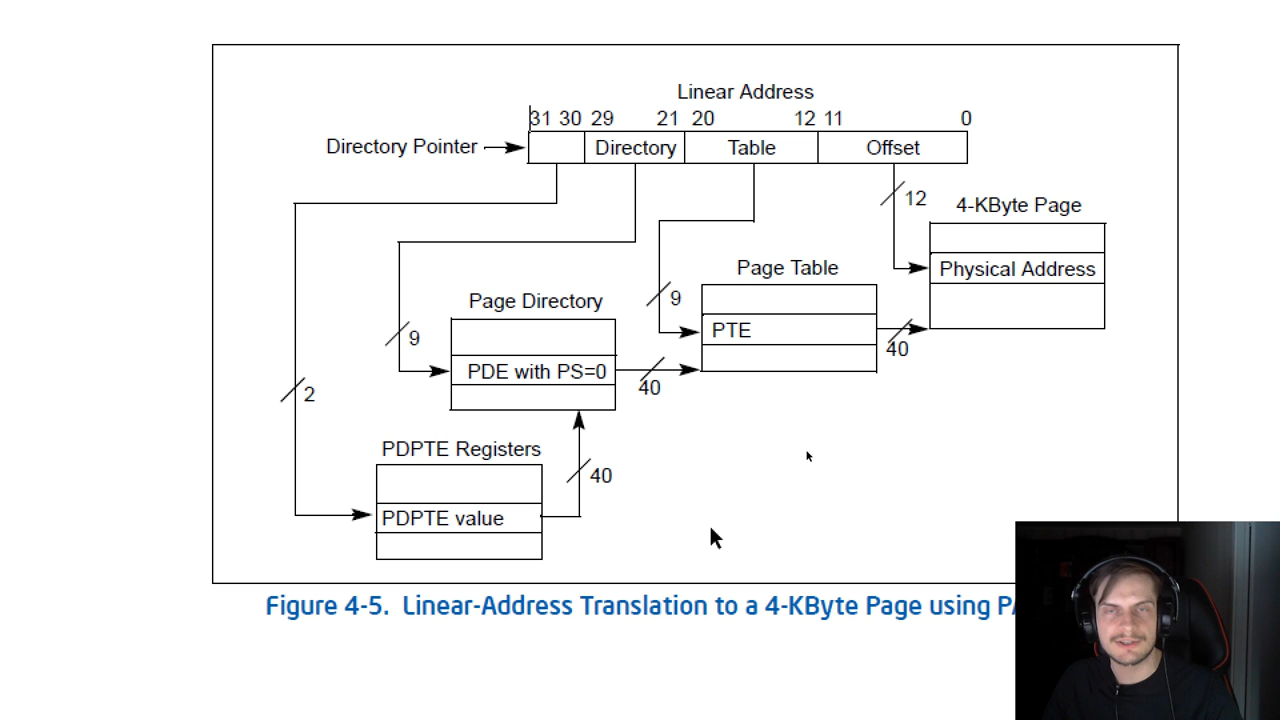 Linear Address
31 30 29 21 20 12 11 0
Directory Pointer Directory Table Offset
12
4-KByte Page
Physical Address
Page Table
9
PTE
40
Page Directory
9
PDE with PS=0
40
2
PDPTE Registers
40
PDPTE value
Figure 4-5. Linear-Address Translation to a 4-KByte Page using